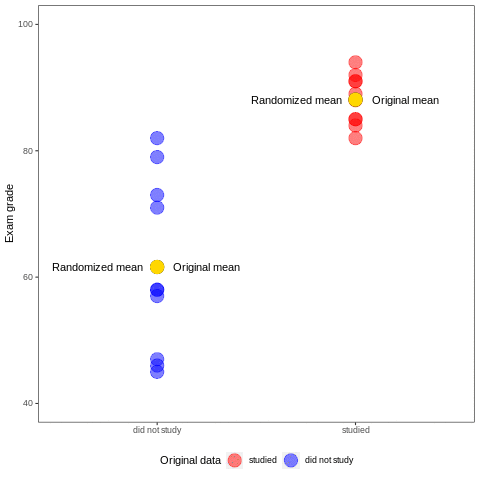 100
Randomized mean Original mean
80
Exam grade
Randomized mean Original mean
60
40
did not study studied
Original data studied did not study